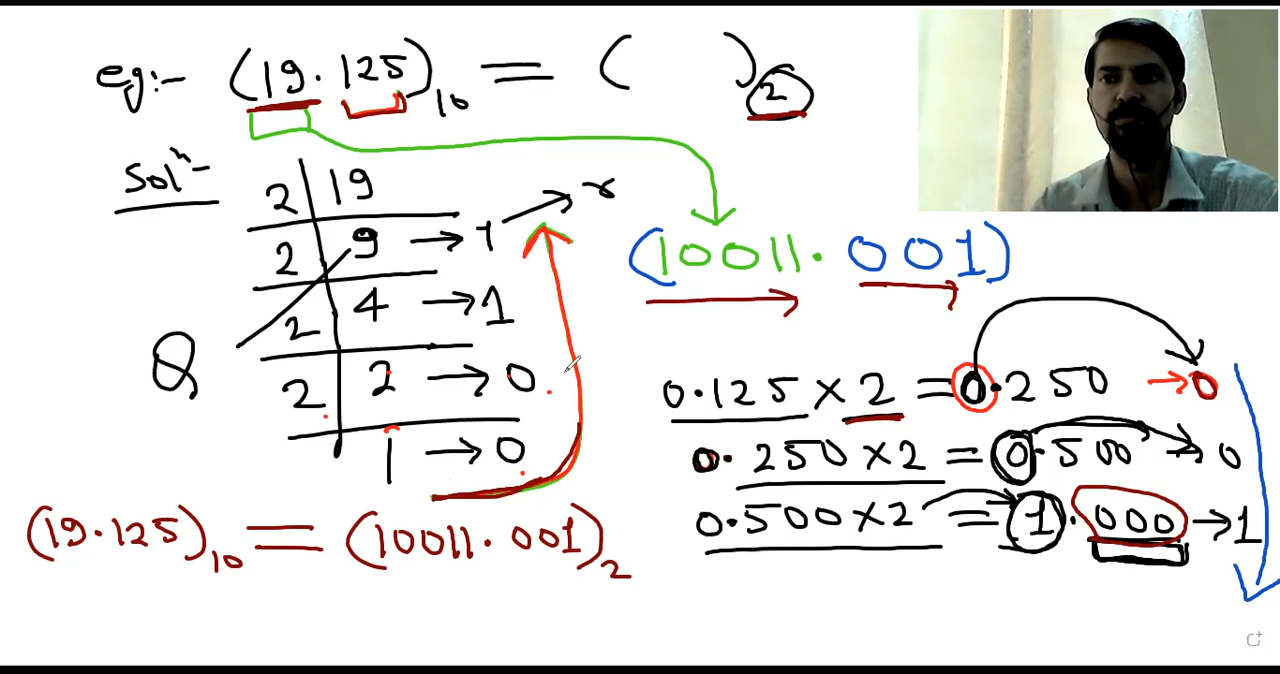 eg:- (19.125)10 = ( )2
Soln-
2 | 19
2 | 9 → 1 → r
2 | 4 → 1
2 | 2 → 0
1 → 0
Q
(10011.001)
0.125 × 2 = 0.250 → 0
0.250 × 2 = 0.500 → 0
0.500 × 2 = 1.000 → 1
(19.125)10 = (10011.001)2